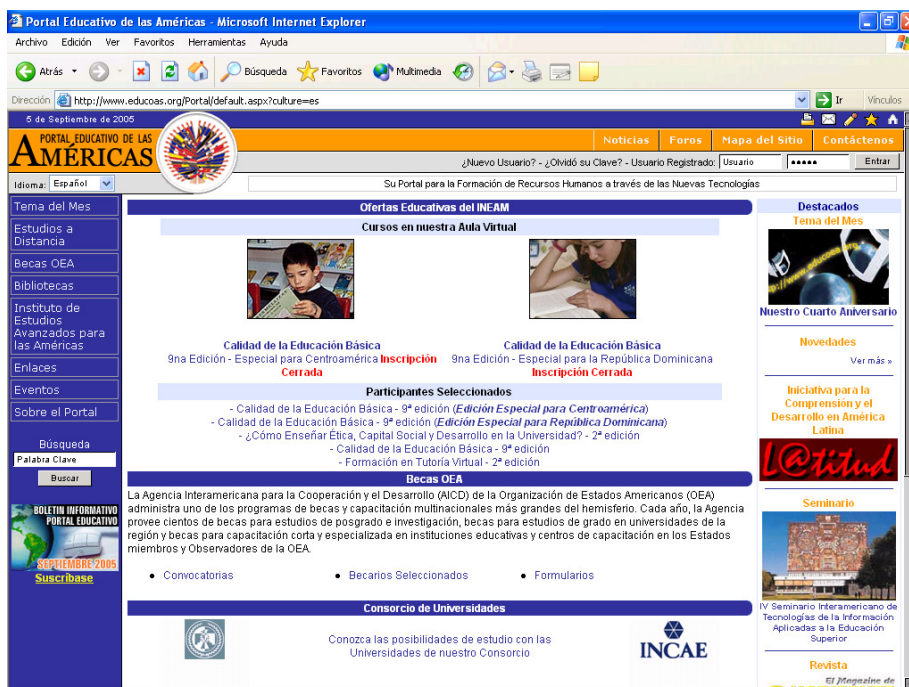 Portal Educativo de las Américas - Microsoft Internet Explorer
Archivo Edición Ver Favoritos Herramientas Ayuda
Atrás Búsqueda Favoritos Multimedia
Dirección http://www.educoas.org/Portal/default.aspx?culture=es Ir Vínculos
5 de Septiembre de 2005
PORTAL EDUCATIVO DE LAS
AMÉRICAS
Noticias Foros Mapa del Sitio Contáctenos
¿Nuevo Usuario? - ¿Olvidó su Clave? - Usuario Registrado: Usuario Entrar
Idioma: Español
Su Portal para la Formación de Recursos Humanos a través de las Nuevas Tecnologías
Tema del Mes
Estudios a
Distancia
Becas OEA
Bibliotecas
Instituto de
Estudios
Avanzados para
las Américas
Enlaces
Eventos
Sobre el Portal
Búsqueda
Palabra Clave
Buscar
BOLETIN INFORMATIVO
PORTAL EDUCATIVO
SEPTIEMBRE 2005
Suscríbase
Ofertas Educativas del INEAM
Cursos en nuestra Aula Virtual
Calidad de la Educación Básica
9na Edición - Especial para Centroamérica Inscripción
Cerrada
Calidad de la Educación Básica
9na Edición - Especial para la República Dominicana
Inscripción Cerrada
Participantes Seleccionados
- Calidad de la Educación Básica - 9ª edición (Edición Especial para Centroamérica)
- Calidad de la Educación Básica - 9ª edición (Edición Especial para República Dominicana)
- ¿Cómo Enseñar Ética, Capital Social y Desarrollo en la Universidad? - 2ª edición
- Calidad de la Educación Básica - 9ª edición
- Formación en Tutoría Virtual - 2ª edición
Becas OEA
La Agencia Interamericana para la Cooperación y el Desarrollo (AICD) de la Organización de Estados Americanos (OEA)
administra uno de los programas de becas y capacitación multinacionales más grandes del hemisferio. Cada año, la Agencia
provee cientos de becas para estudios de posgrado e investigación, becas para estudios de grado en universidades de la
región y becas para capacitación corta y especializada en instituciones educativas y centros de capacitación en los Estados
miembros y Observadores de la OEA.
• Convocatorias • Becarios Seleccionados • Formularios
Consorcio de Universidades
Conozca las posibilidades de estudio con las
Universidades de nuestro Consorcio
INCAE
Destacados
Tema del Mes
http://www.educoas.org
Nuestro Cuarto Aniversario
Novedades
Ver más »
Iniciativa para la
Comprensión y el
Desarrollo en América
Latina
L@titud
Seminario
IV Seminario Interamericano de
Tecnologías de la Información
Aplicadas a la Educación
Superior
Revista
El Magazine de